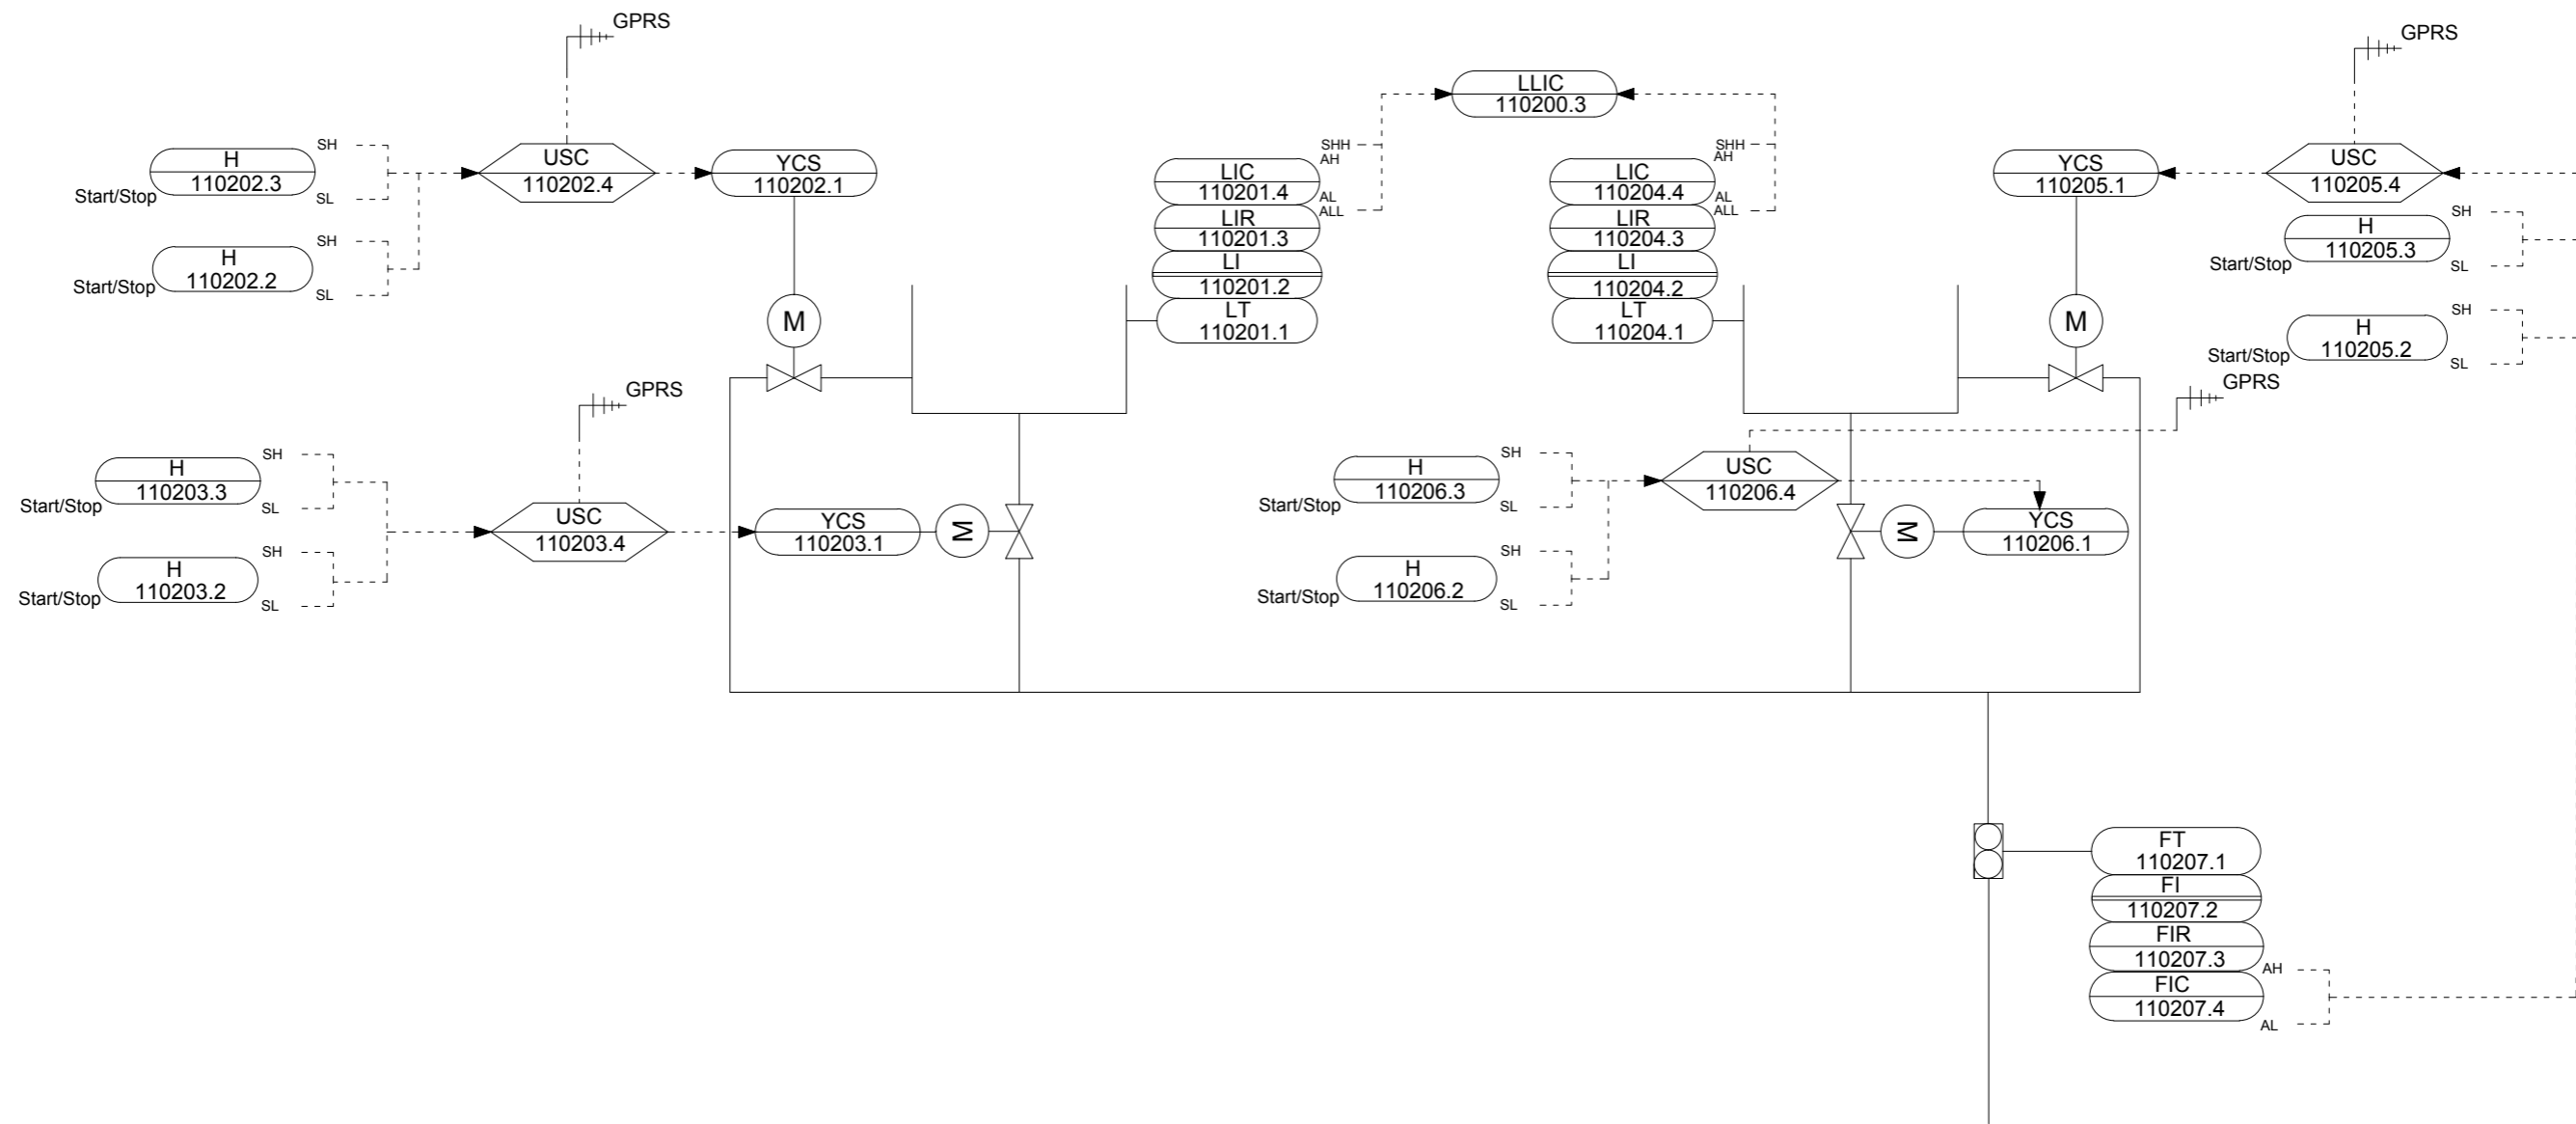 GPRS
H
110202.3
Start/Stop
SH
SL
USC
110202.4
YCS
110202.1
H
110202.2
Start/Stop
SH
SL
M
GPRS
H
110203.3
Start/Stop
SH
SL
H
110203.2
Start/Stop
SH
SL
USC
110203.4
YCS
110203.1
M
LLIC
110200.3
LIC
110201.4
SHH
AH
AL
ALL
LIR
110201.3
LI
110201.2
LT
110201.1
LIC
110204.4
SHH
AH
AL
ALL
LIR
110204.3
LI
110204.2
LT
110204.1
GPRS
YCS
110205.1
USC
110205.4
H
110205.3
Start/Stop
SH
SL
H
110205.2
Start/Stop
SH
SL
M
GPRS
H
110206.3
Start/Stop
SH
SL
H
110206.2
Start/Stop
SH
SL
USC
110206.4
M
YCS
110206.1
FT
110207.1
FI
110207.2
FIR
110207.3
FIC
110207.4
AH
AL